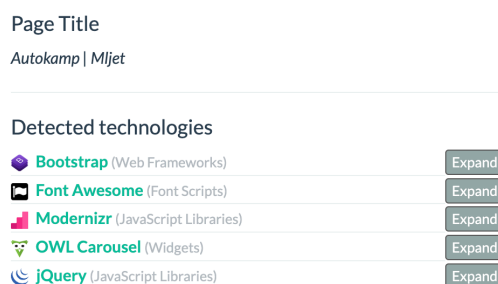 Page Title
Autokamp | Mljet
Detected technologies
Bootstrap (Web Frameworks) Expand
Font Awesome (Font Scripts) Expand
Modernizr (JavaScript Libraries) Expand
OWL Carousel (Widgets) Expand
jQuery (JavaScript Libraries) Expand